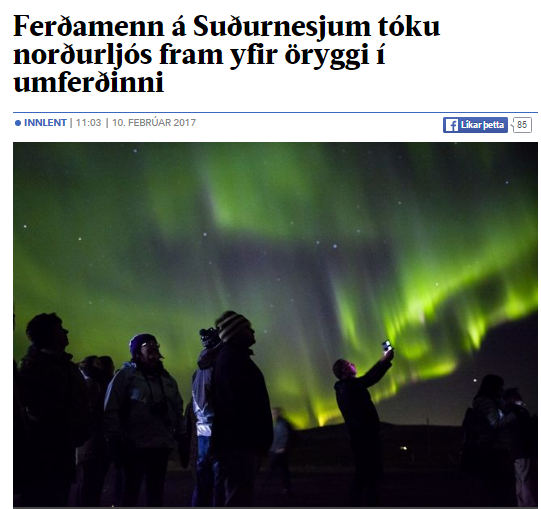 Ferðamenn á Suðurnesjum tóku
norðurljós fram yfir öryggi í
umferðinni
INNLENT | 11:03 | 10. FEBRÚAR 2017
Líkar þetta 85